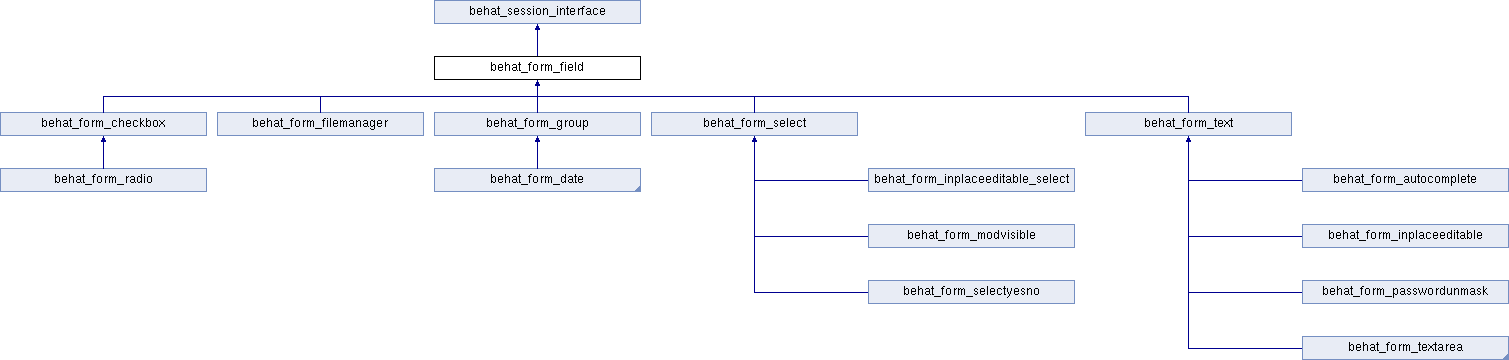 behat_session_interface
behat_form_field
behat_form_checkbox
behat_form_filemanager
behat_form_group
behat_form_select
behat_form_text
behat_form_radio
behat_form_date
behat_form_inplaceeditable_select
behat_form_autocomplete
behat_form_modvisible
behat_form_inplaceeditable
behat_form_selectyesno
behat_form_passwordunmask
behat_form_textarea